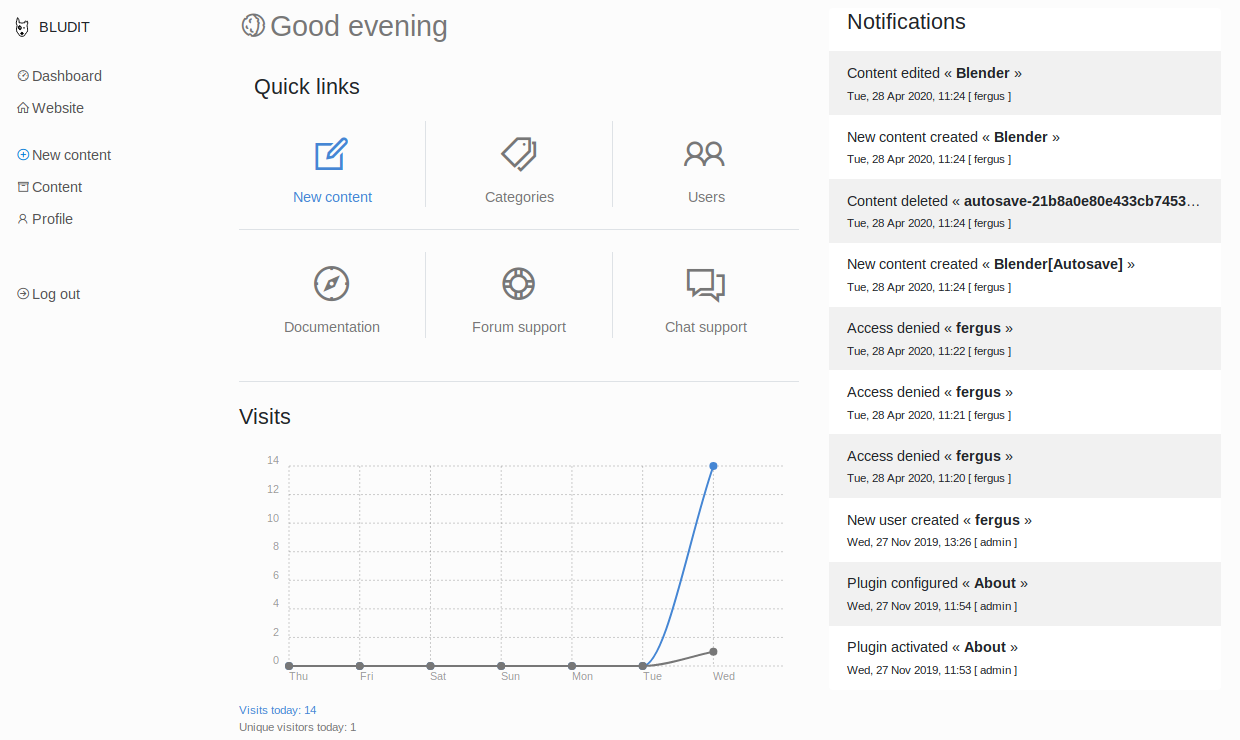 BLUDIT
Dashboard
Website
New content
Content
Profile
Log out
Good evening
Quick links
New content
Categories
Users
Documentation
Forum support
Chat support
Visits
14
12
10
8
6
4
2
0
Thu Fri Sat Sun Mon Tue Wed
Visits today: 14
Unique visitors today: 1
Notifications
Content edited « Blender »
Tue, 28 Apr 2020, 11:24 [ fergus ]
New content created « Blender »
Tue, 28 Apr 2020, 11:24 [ fergus ]
Content deleted « autosave-21b8a0e80e433cb7453…
Tue, 28 Apr 2020, 11:24 [ fergus ]
New content created « Blender[Autosave] »
Tue, 28 Apr 2020, 11:24 [ fergus ]
Access denied « fergus »
Tue, 28 Apr 2020, 11:22 [ fergus ]
Access denied « fergus »
Tue, 28 Apr 2020, 11:21 [ fergus ]
Access denied « fergus »
Tue, 28 Apr 2020, 11:20 [ fergus ]
New user created « fergus »
Wed, 27 Nov 2019, 13:26 [ admin ]
Plugin configured « About »
Wed, 27 Nov 2019, 11:54 [ admin ]
Plugin activated « About »
Wed, 27 Nov 2019, 11:53 [ admin ]